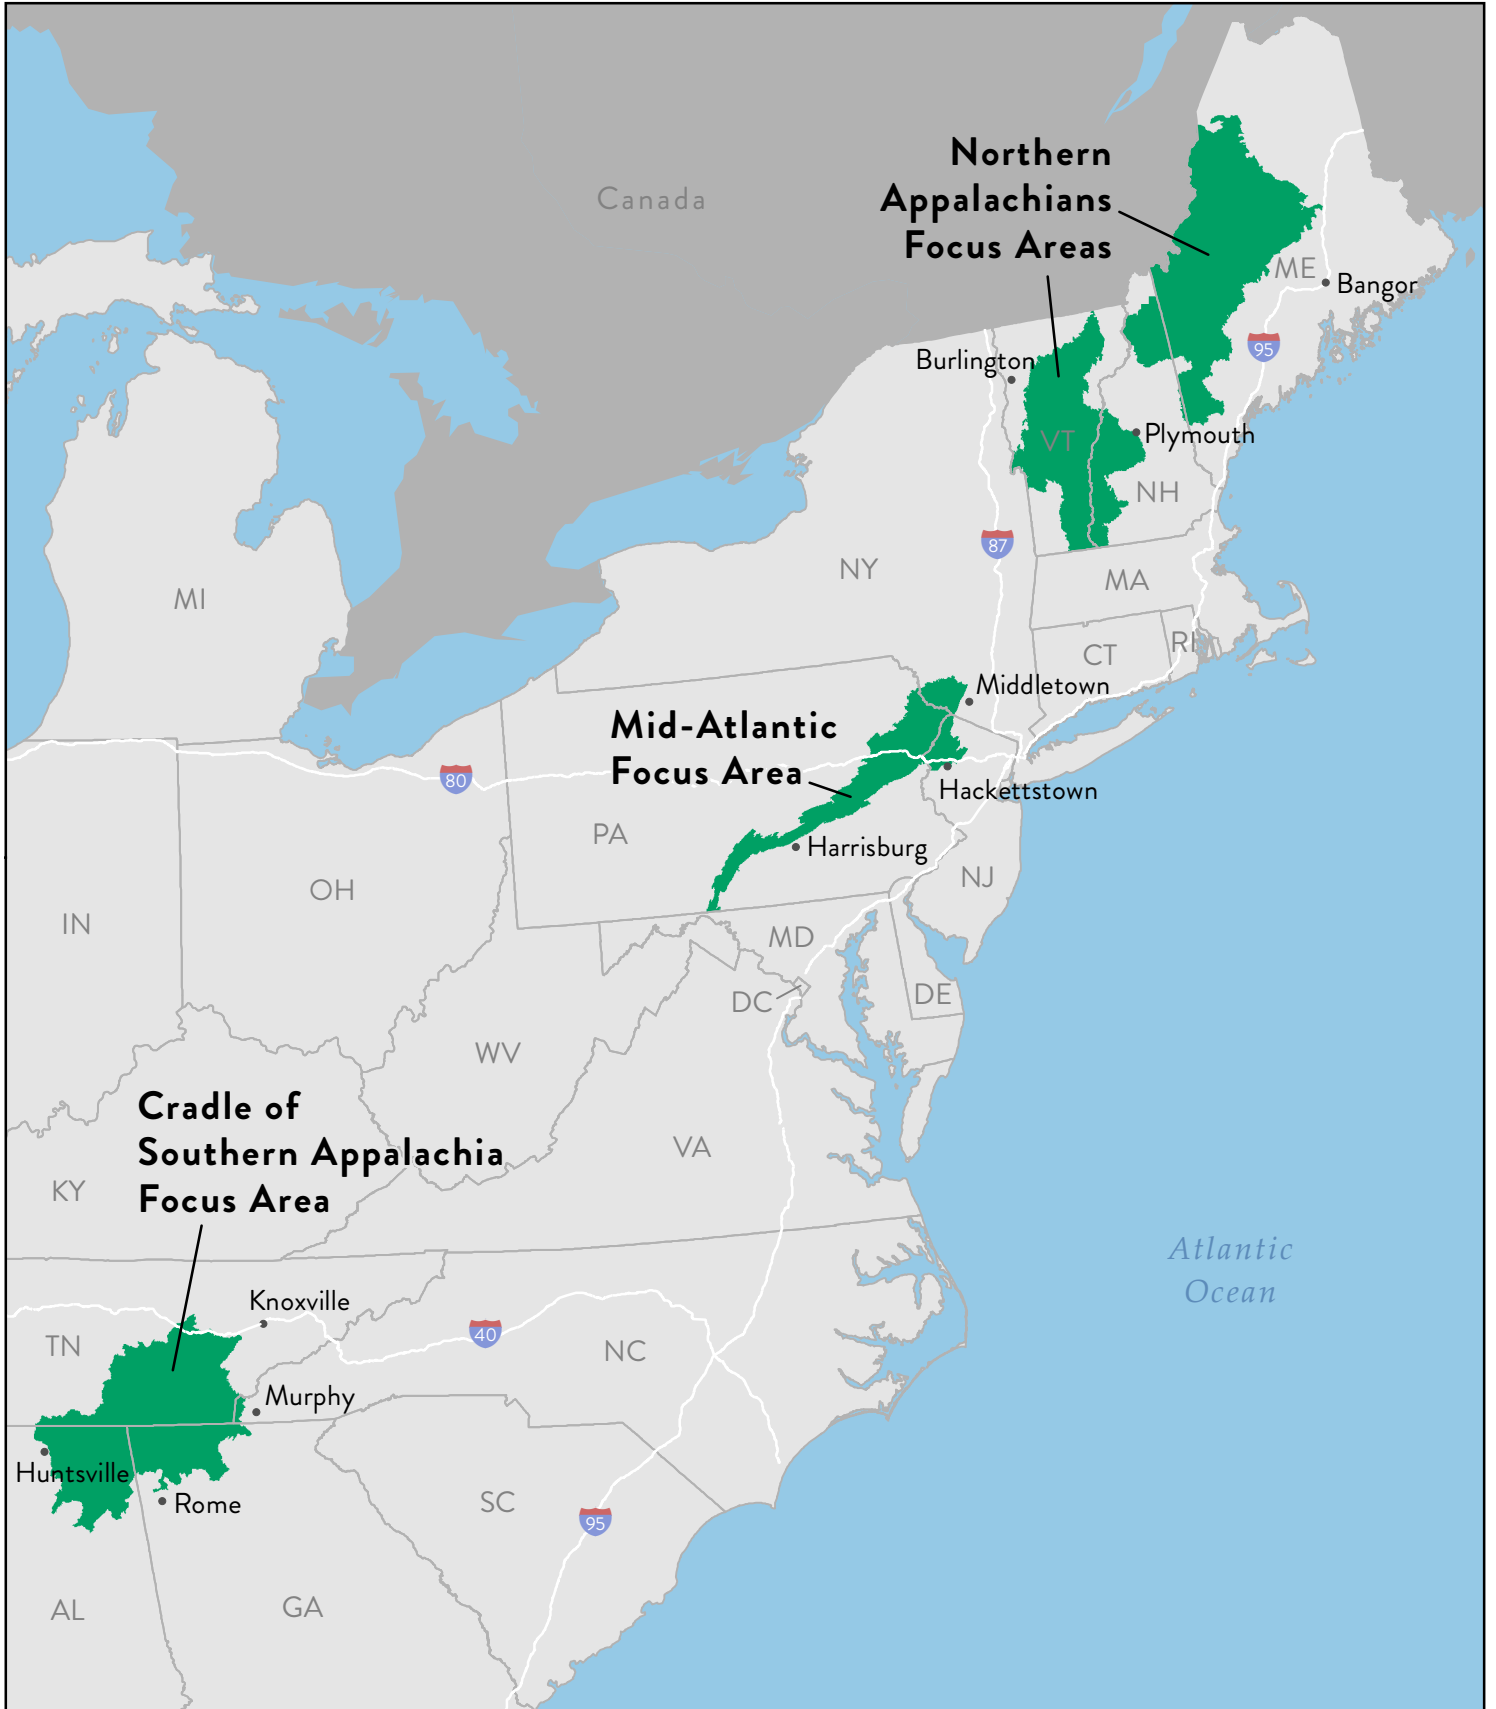 Canada
Northern
Appalachians
Focus Areas
ME
Bangor
95
Burlington
VT
Plymouth
NH
87
NY
MA
MI
CT
RI
Middletown
Mid-Atlantic
Focus Area
80
Hackettstown
PA
Harrisburg
NJ
OH
IN
MD
DC
DE
WV
Cradle of
Southern Appalachia
Focus Area
VA
KY
Atlantic
Ocean
Knoxville
TN
40
NC
Murphy
Huntsville
Rome
SC
95
AL
GA